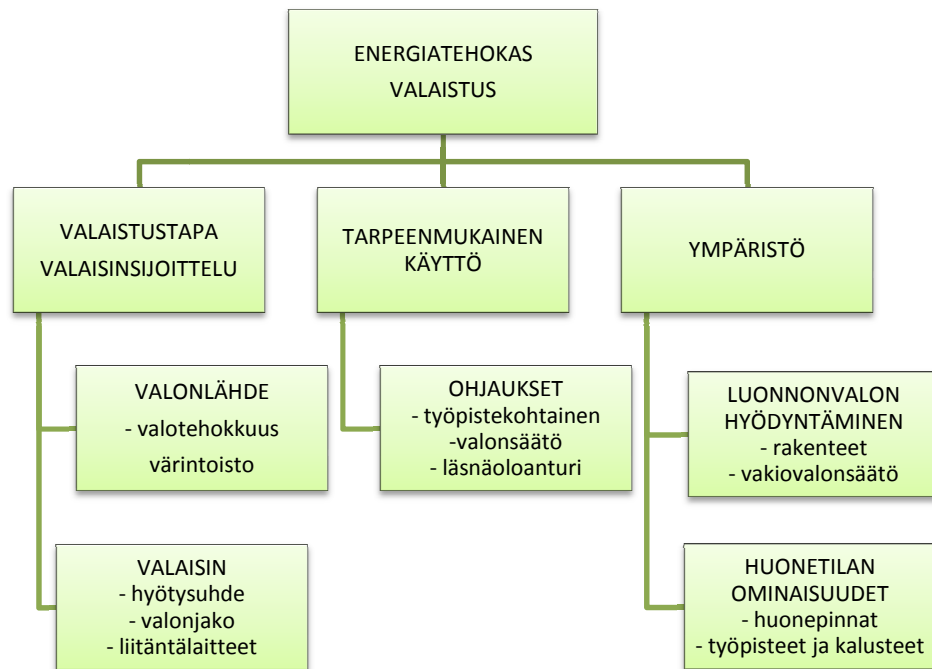 ENERGIATEHOKAS
VALAISTUS
VALAISTUSTAPA
VALAISINSIJOITTELU
TARPEENMUKAINEN
KÄYTTÖ
YMPÄRISTÖ
VALONLÄHDE
- valotehokkuus
värintoisto
OHJAUKSET
- työpistekohtainen
-valonsäätö
- läsnäoloanturi
LUONNONVALON
HYÖDYNTÄMINEN
- rakenteet
- vakiovalonsäätö
VALAISIN
- hyötysuhde
- valonjako
- liitäntälaitteet
HUONETILAN
OMINAISUUDET
- huonepinnat
- työpisteet ja kalusteet